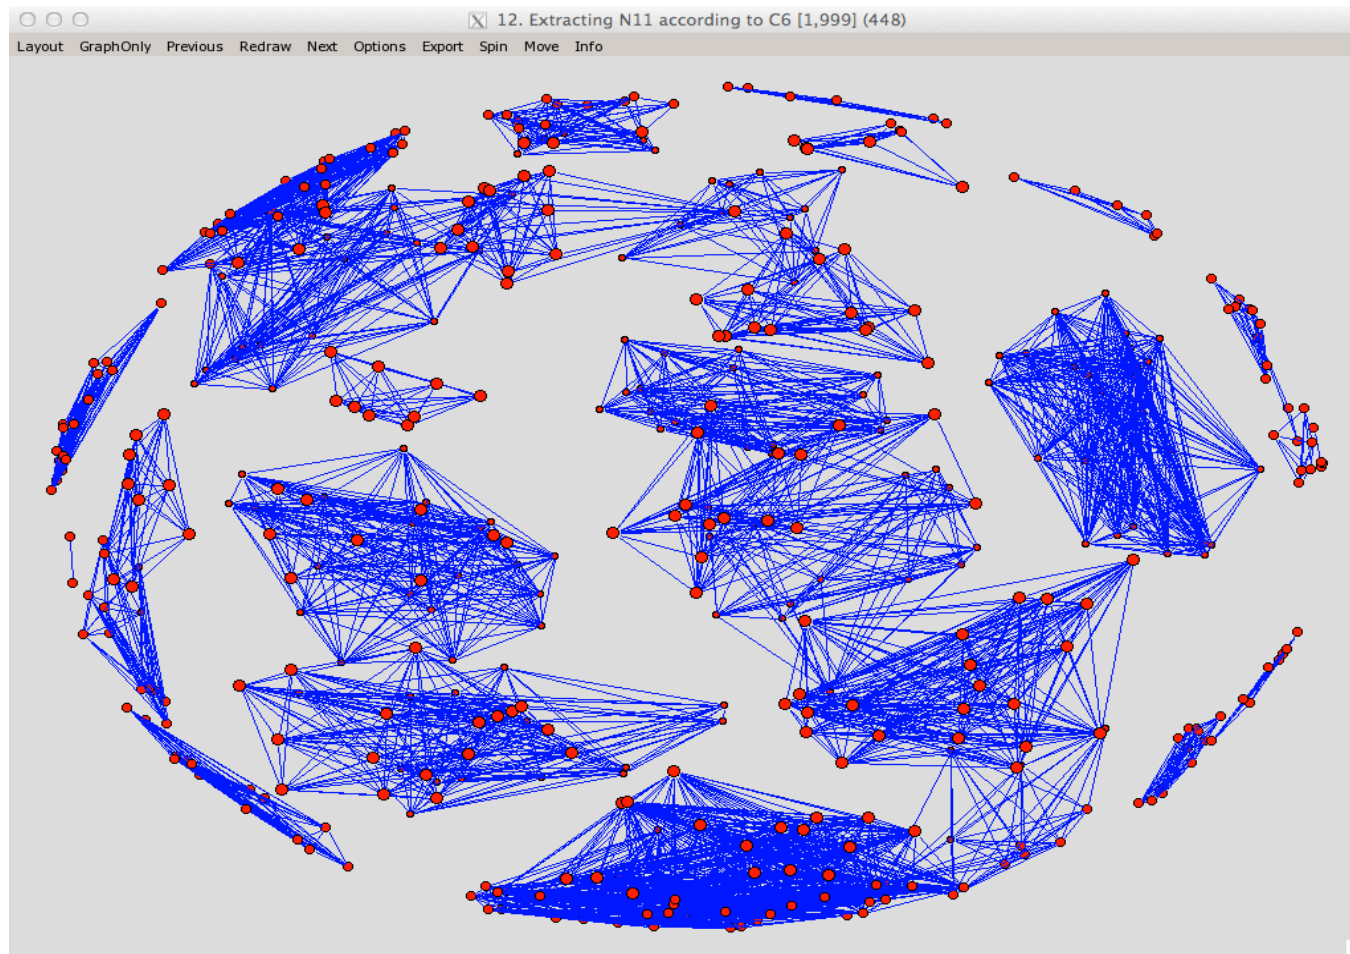 12. Extracting N11 according to C6 [1,999] (448)
Layout GraphOnly Previous Redraw Next Options Export Spin Move Info